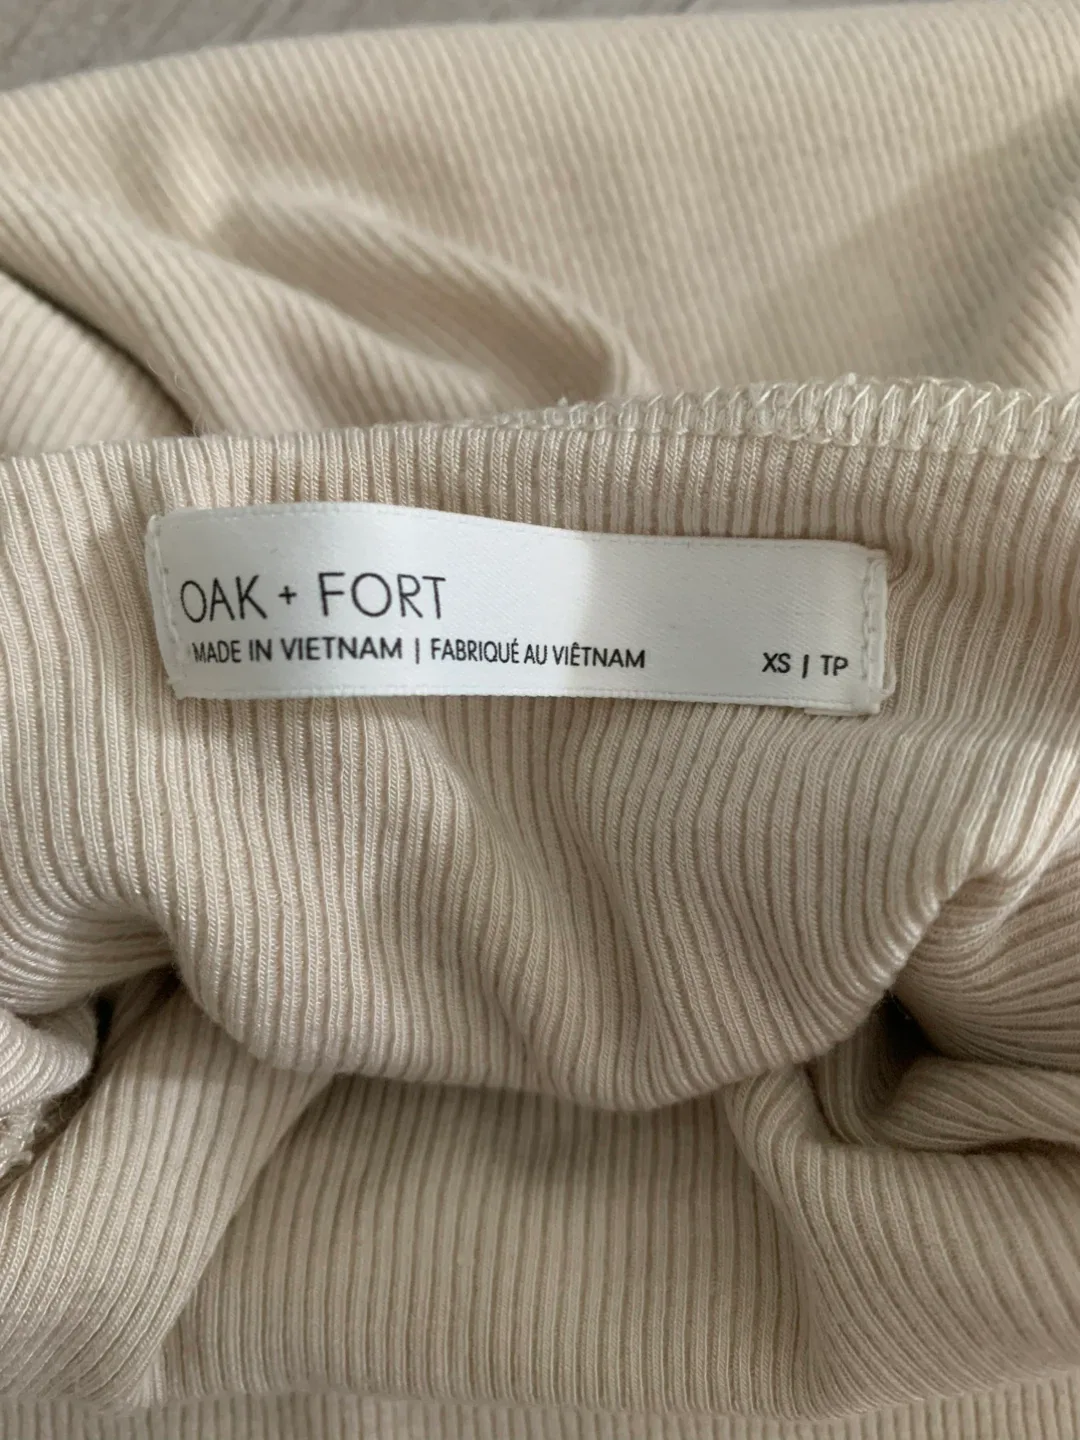 OAK + FORT
MADE IN VIETNAM | FABRIQUÉ AU VIÊTNAM XS | TP